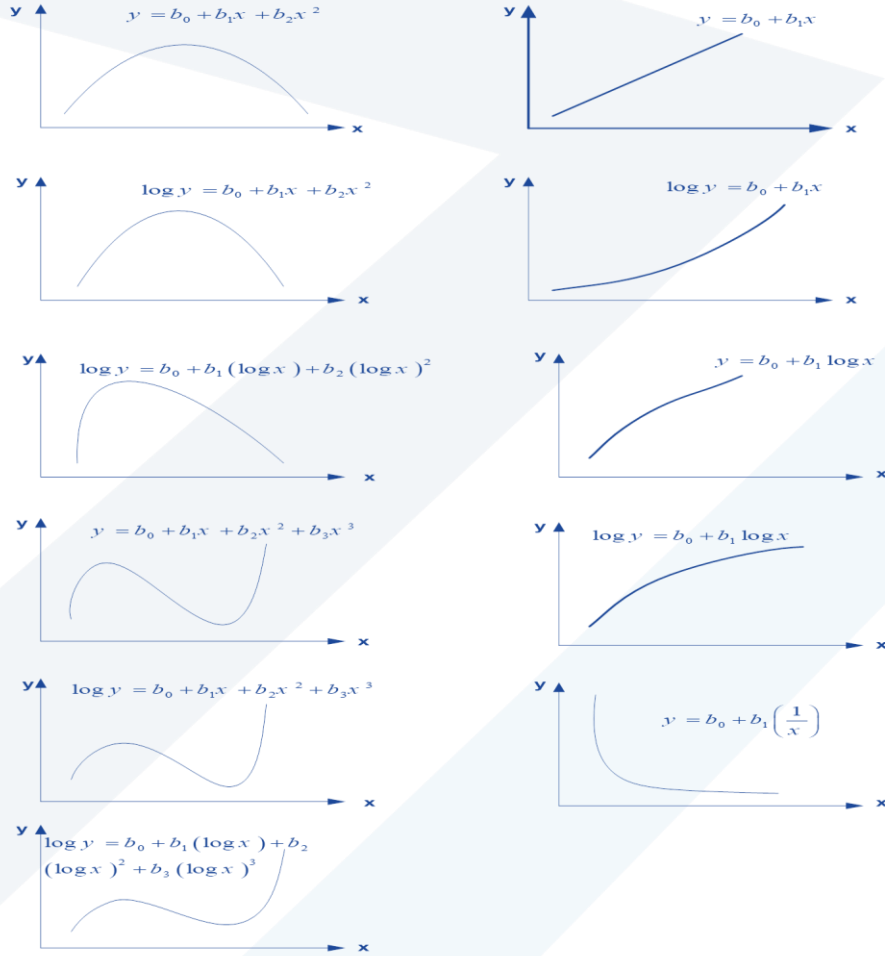 y
y = b₀ + b₁x + b₂x²
x
y
y = b₀ + b₁x
x
y
log y = b₀ + b₁x + b₂x²
x
y
log y = b₀ + b₁x
x
y
log y = b₀ + b₁ (log x) + b₂ (log x)²
x
y
y = b₀ + b₁ log x
x
y
y = b₀ + b₁x + b₂x² + b₃x³
x
y
log y = b₀ + b₁ log x
x
y
log y = b₀ + b₁x + b₂x² + b₃x³
x
y
y = b₀ + b₁ (1/x)
x
y
log y = b₀ + b₁ (log x) + b₂
(log x)² + b₃ (log x)³
x